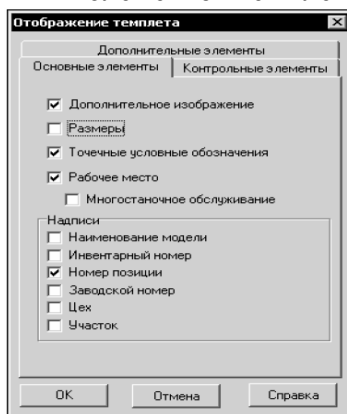 Отображение темплета
Дополнительные элементы
Основные элементы
Контрольные элементы
Дополнительное изображение
Размеры
Точечные условные обозначения
Рабочее место
Многостаночное обслуживание
Надписи
Наименование модели
Инвентарный номер
Номер позиции
Заводской номер
Цех
Участок
OK
Отмена
Справка